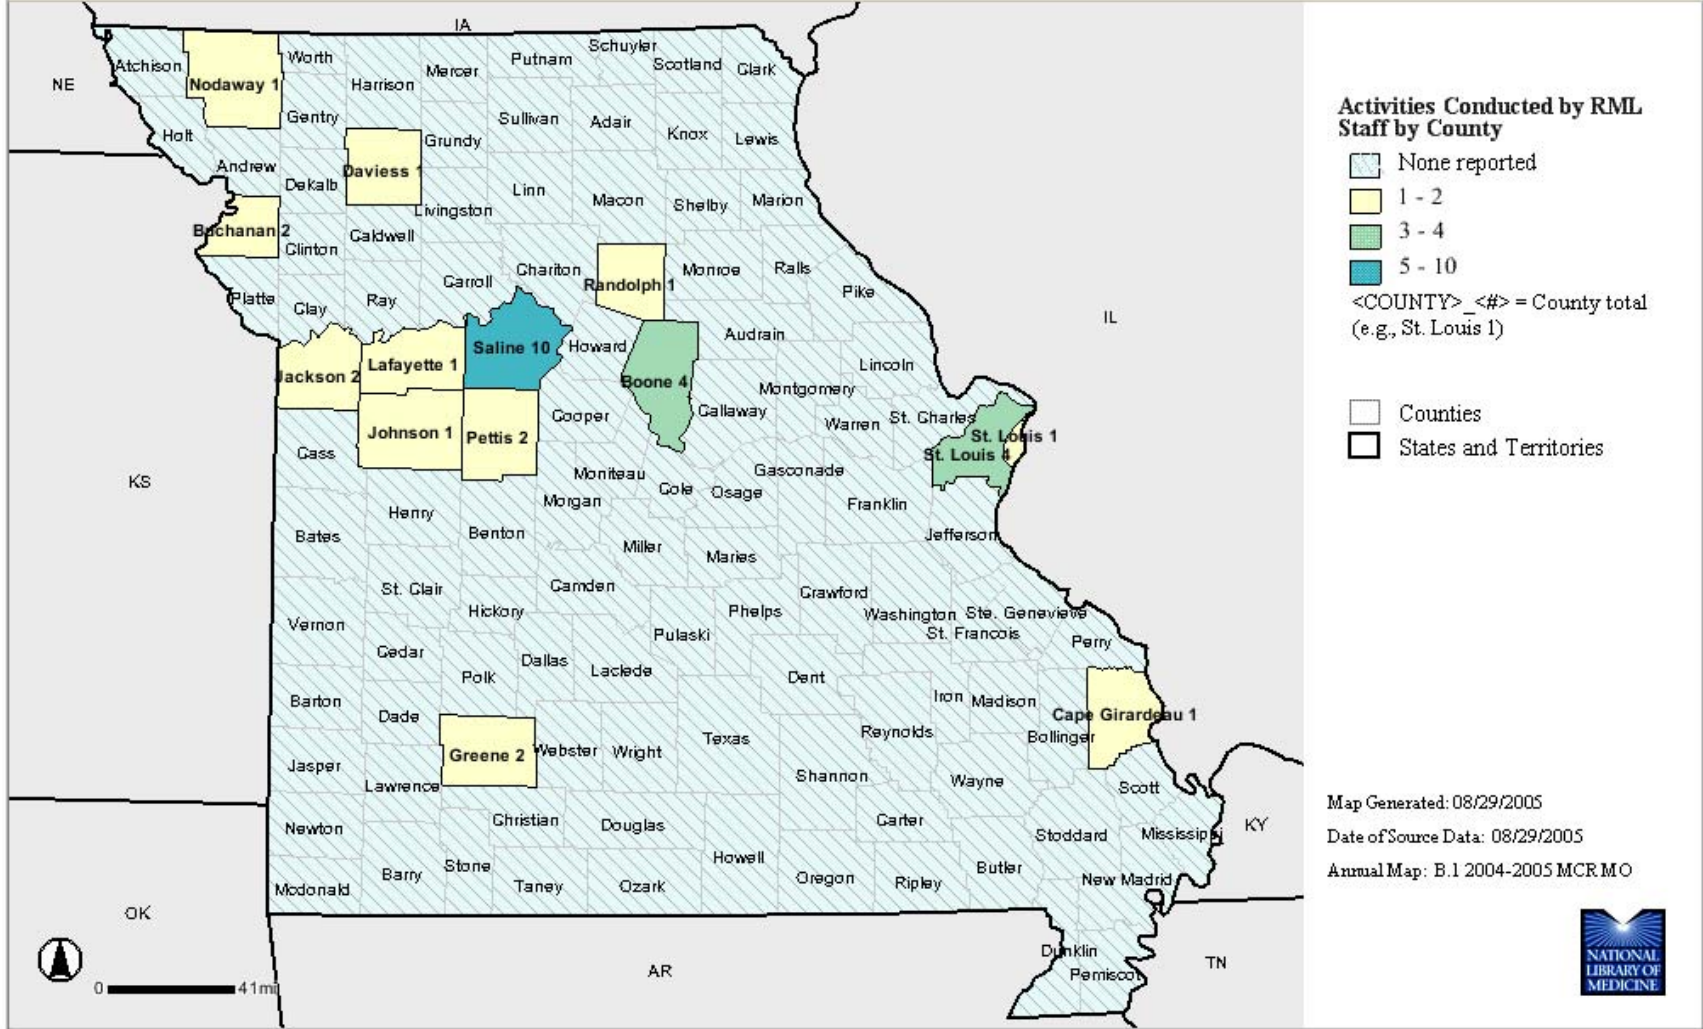 IA
NE
Atchison
Nodaway 1
Worth
Harrison
Mercer
Putnam
Schuyler
Scotland
Clark
Holt
Gentry
Grundy
Sullivan
Adair
Knox
Lewis
Andrew
Dekalb
Daviess 1
Livingston
Linn
Macon
Shelby
Marion
Buchanan 2
Clinton
Caldwell
Carroll
Chariton
Randolph 1
Monroe
Ralls
Pike
Platte
Clay
Ray
Saline 10
Howard
Audrain
IL
Jackson 2
Lafayette 1
Boone 4
Lincoln
Montgomery
Johnson 1
Pettis 2
Cooper
Callaway
Warren
St. Charles
St. Louis 1
St. Louis 4
KS
Cass
Moniteau
Cole
Osage
Gasconade
Franklin
Morgan
Henry
Benton
Bates
Miller
Maries
Jefferson
St. Clair
Camden
Hickory
Crawford
Phelps
Washington
Ste. Genevieve
St. Francois
Vernon
Pulaski
Perry
Cedar
Polk
Dallas
Laclede
Dent
Iron
Madison
Barton
Dade
Cape Girardeau 1
Bollinger
Greene 2
Webster
Wright
Texas
Reynolds
Jasper
Lawrence
Shannon
Wayne
Scott
Newton
Christian
Douglas
Carter
Stoddard
Mississippi
KY
Mcdonald
Barry
Stone
Taney
Ozark
Howell
Oregon
Ripley
Butler
New Madrid
OK
AR
Dunklin
Pemiscot
TN
0 41mi
Activities Conducted by RML
Staff by County
None reported
1 - 2
3 - 4
5 - 10
<COUNTY>_<#> = County total
(e.g., St. Louis 1)
Counties
States and Territories
Map Generated: 08/29/2005
Date of Source Data: 08/29/2005
Annual Map: B.1 2004-2005 MCR MO
NATIONAL
LIBRARY OF
MEDICINE